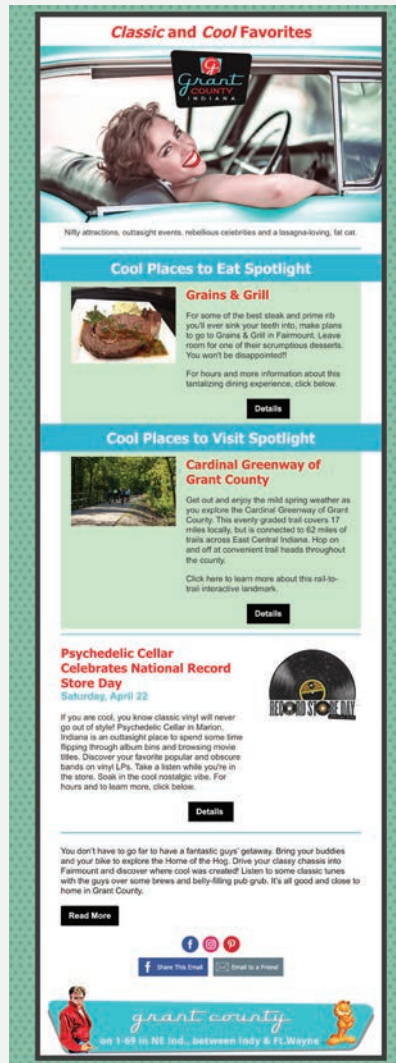 Classic and Cool Favorites
Grant
COUNTY
INDIANA
Nifty attractions, outtasight events, rebellious celebrities and a lasagna-loving, fat cat.
Cool Places to Eat Spotlight
Grains & Grill
For some of the best steak and prime rib
you'll ever sink your teeth into, make plans
to go to Grains & Grill in Fairmount. Leave
room for one of their scrumptious desserts.
You won't be disappointed!!
For hours and more information about this
tantalizing dining experience, click below.
Details
Cool Places to Visit Spotlight
Cardinal Greenway of
Grant County
Get out and enjoy the mild spring weather as
you explore the Cardinal Greenway of Grant
County. This evenly graded trail covers 17
miles locally, but is connected to 62 miles of
trails across East Central Indiana. Hop on
and off at convenient trail heads throughout
the county.
Click here to learn more about this rail-to-
trail interactive landmark.
Details
Psychedelic Cellar
Celebrates National Record
Store Day
Saturday, April 22
If you are cool, you know classic vinyl will never
go out of style! Psychedelic Cellar in Marion,
Indiana is an outtasight place to spend some time
flipping through album bins and browsing movie
titles. Discover your favorite popular and obscure
bands on vinyl LPs. Take a listen while you're in
the store. Soak in the cool nostalgic vibe. For
hours and to learn more, click below.
RECORD STORE DAY
Details
You don't have to go far to have a fantastic guys' getaway. Bring your buddies
and your bike to explore the Home of the Hog. Drive your classy chassis into
Fairmount and discover where cool was created! Listen to some classic tunes
with the guys over some brews and belly-filling pub grub. It's all good and close to
home in Grant County.
Read More
Share This Email
Email to a Friend
grant county
on 1-69 in NE Ind., between Indy & Ft.Wayne